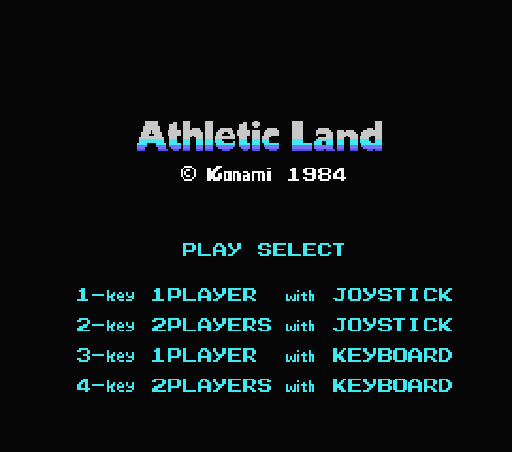 Athletic Land
© Konami 1984
PLAY SELECT
1-key 1PLAYER with JOYSTICK
2-key 2PLAYERS with JOYSTICK
3-key 1PLAYER with KEYBOARD
4-key 2PLAYERS with KEYBOARD